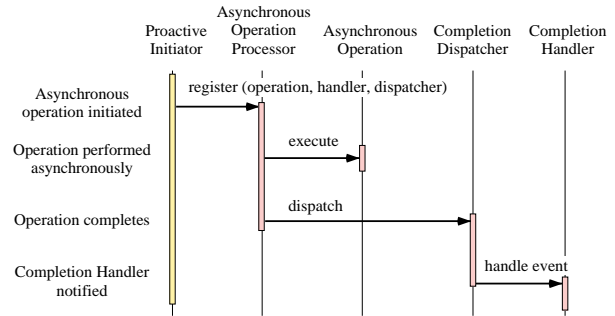 Proactive
Initiator
Asynchronous
Operation
Processor
Asynchronous
Operation
Completion
Dispatcher
Completion
Handler
Asynchronous
operation initiated
register (operation, handler, dispatcher)
Operation performed
asynchronously
execute
Operation completes
dispatch
Completion Handler
notified
handle event